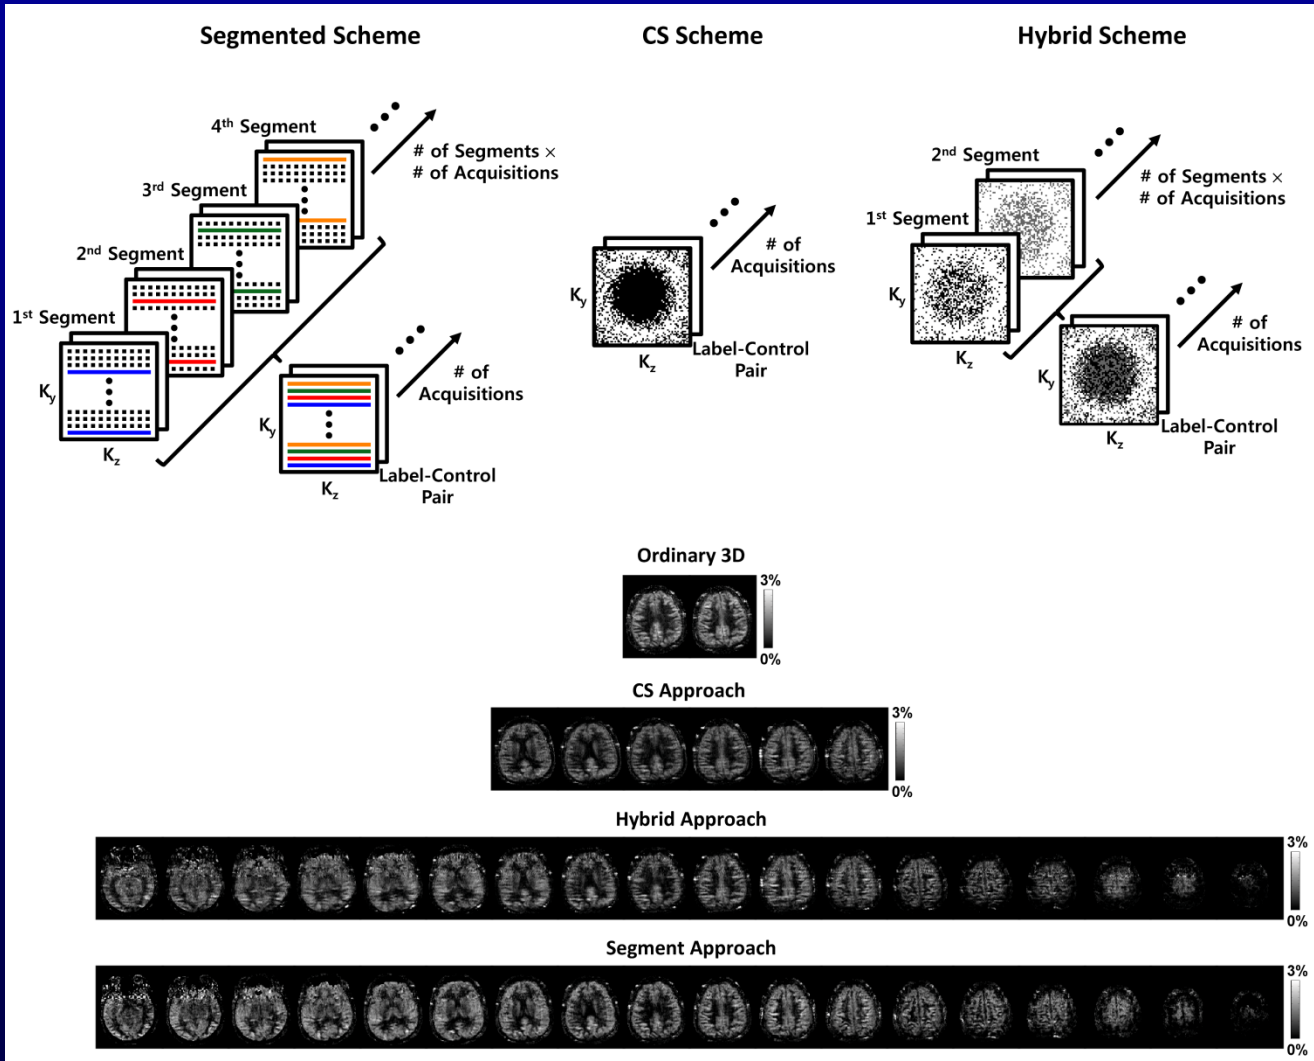 Segmented Scheme
CS Scheme
Hybrid Scheme
4th Segment
# of Segments ×
# of Acquisitions
3rd Segment
2nd Segment
1st Segment
Ky
Kz
# of
Acquisitions
Ky
Kz
Label-Control
Pair
# of
Acquisitions
Ky
Kz
Label-Control
Pair
2nd Segment
# of Segments ×
# of Acquisitions
1st Segment
Ky
Kz
# of
Acquisitions
Ky
Kz
Label-Control
Pair
Ordinary 3D
3%
0%
CS Approach
3%
0%
Hybrid Approach
3%
0%
Segment Approach
3%
0%